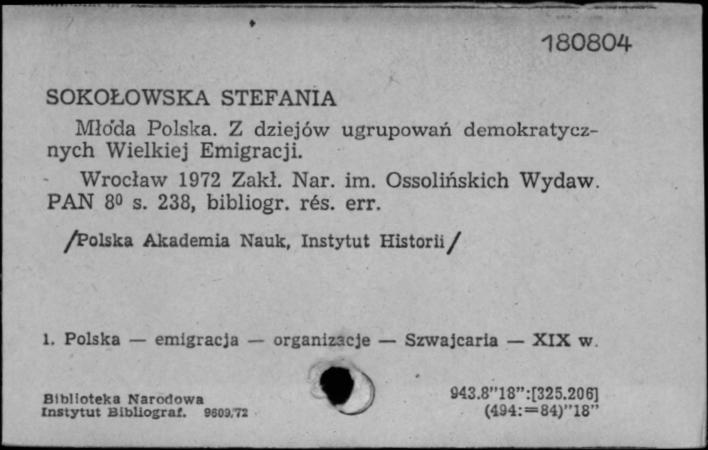 180804
SOKOŁOWSKA STEFANIA
Młoda Polska. Z dziejów ugrupowań demokratycz-
nych Wielkiej Emigracji.
Wrocław 1972 Zakł. Nar. im. Ossolińskich Wydaw.
PAN 8⁰ s. 238, bibliogr. rés. err.
/Polska Akademia Nauk, Instytut Historii/
1. Polska — emigracja — organizacje — Szwajcaria — XIX w.
Biblioteka Narodowa
Instytut Bibliograf. 9609/72
943.8"18":[325.206]
(494:=84)"18"